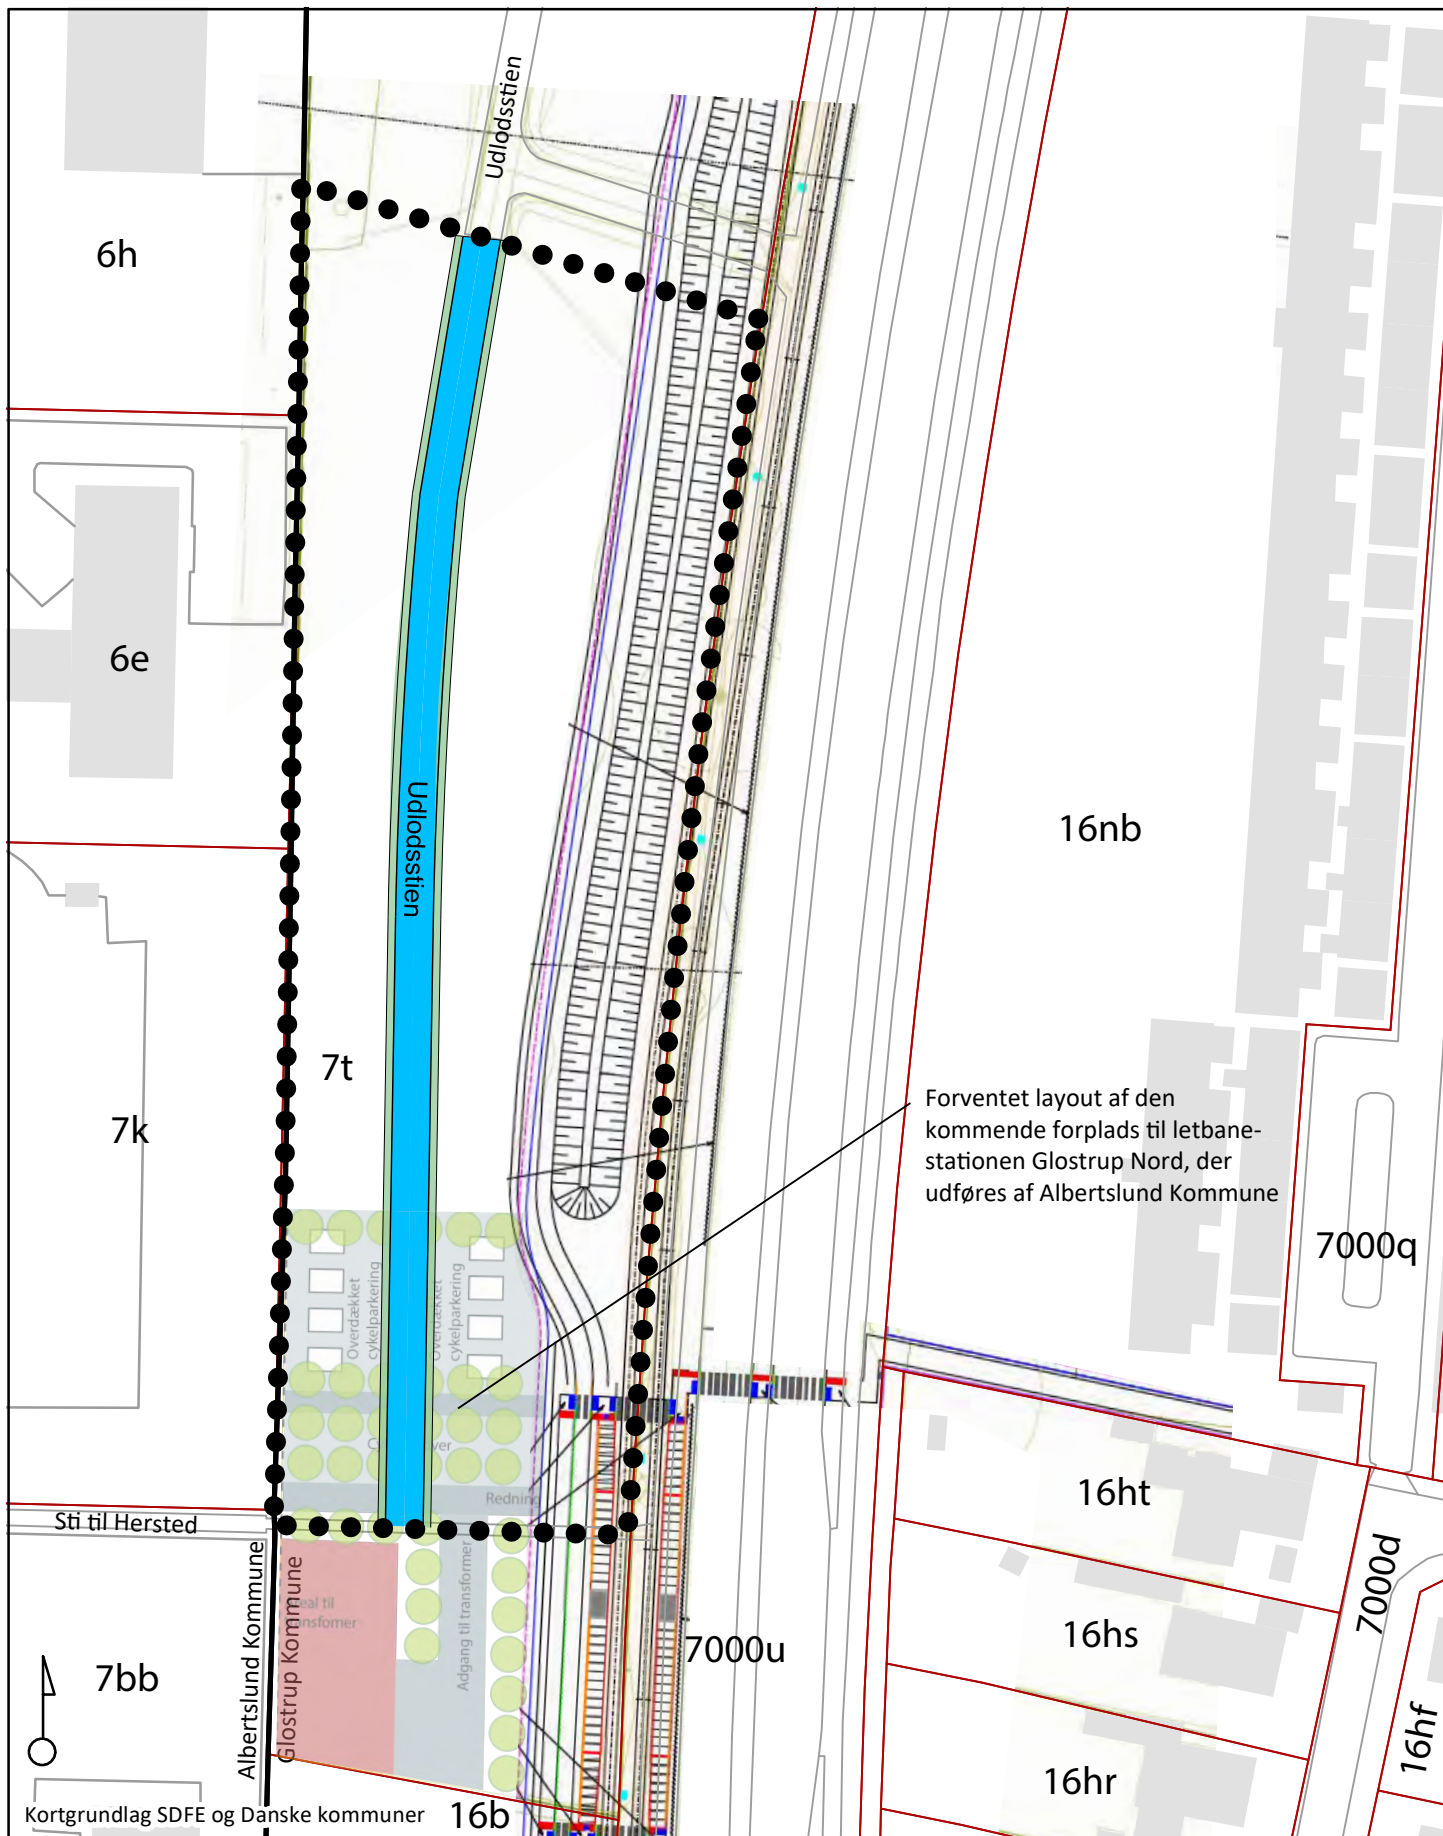 Udlodsstien
6h
6e
Udlodsstien
16nb
7t
7k
Forventet layout af den
kommende forplads til letbane-
stationen Glostrup Nord, der
udføres af Albertslund Kommune
7000q
Overdækket
cykelparkering
Overdækket
cykelparkering
Redning
16ht
Sti til Hersted
7000d
Albertslund Kommune
Glostrup Kommune
Adgang til transformer
16hs
7000u
7bb
16hf
16hr
Kortgrundlag SDFE og Danske kommuner
16b